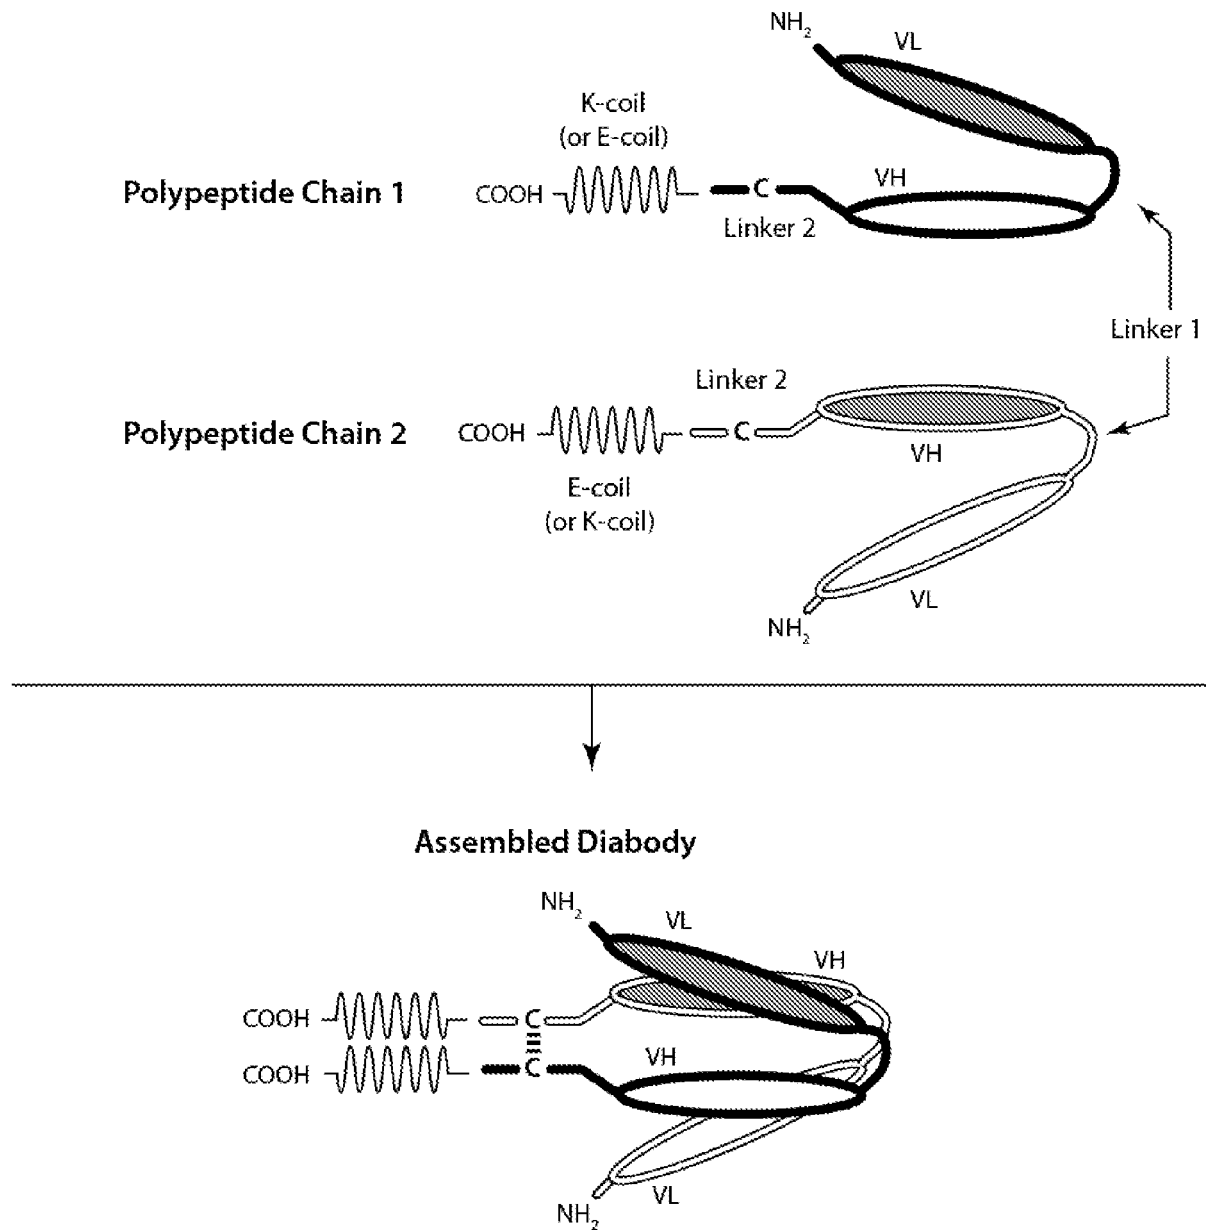 NH₂
VL
K-coil
(or E-coil)
Polypeptide Chain 1
COOH
C
VH
Linker 2
Linker 1
Linker 2
Polypeptide Chain 2
COOH
C
VH
E-coil
(or K-coil)
VL
NH₂
Assembled Diabody
NH₂
VL
VH
COOH
C
VH
COOH
C
VL
NH₂